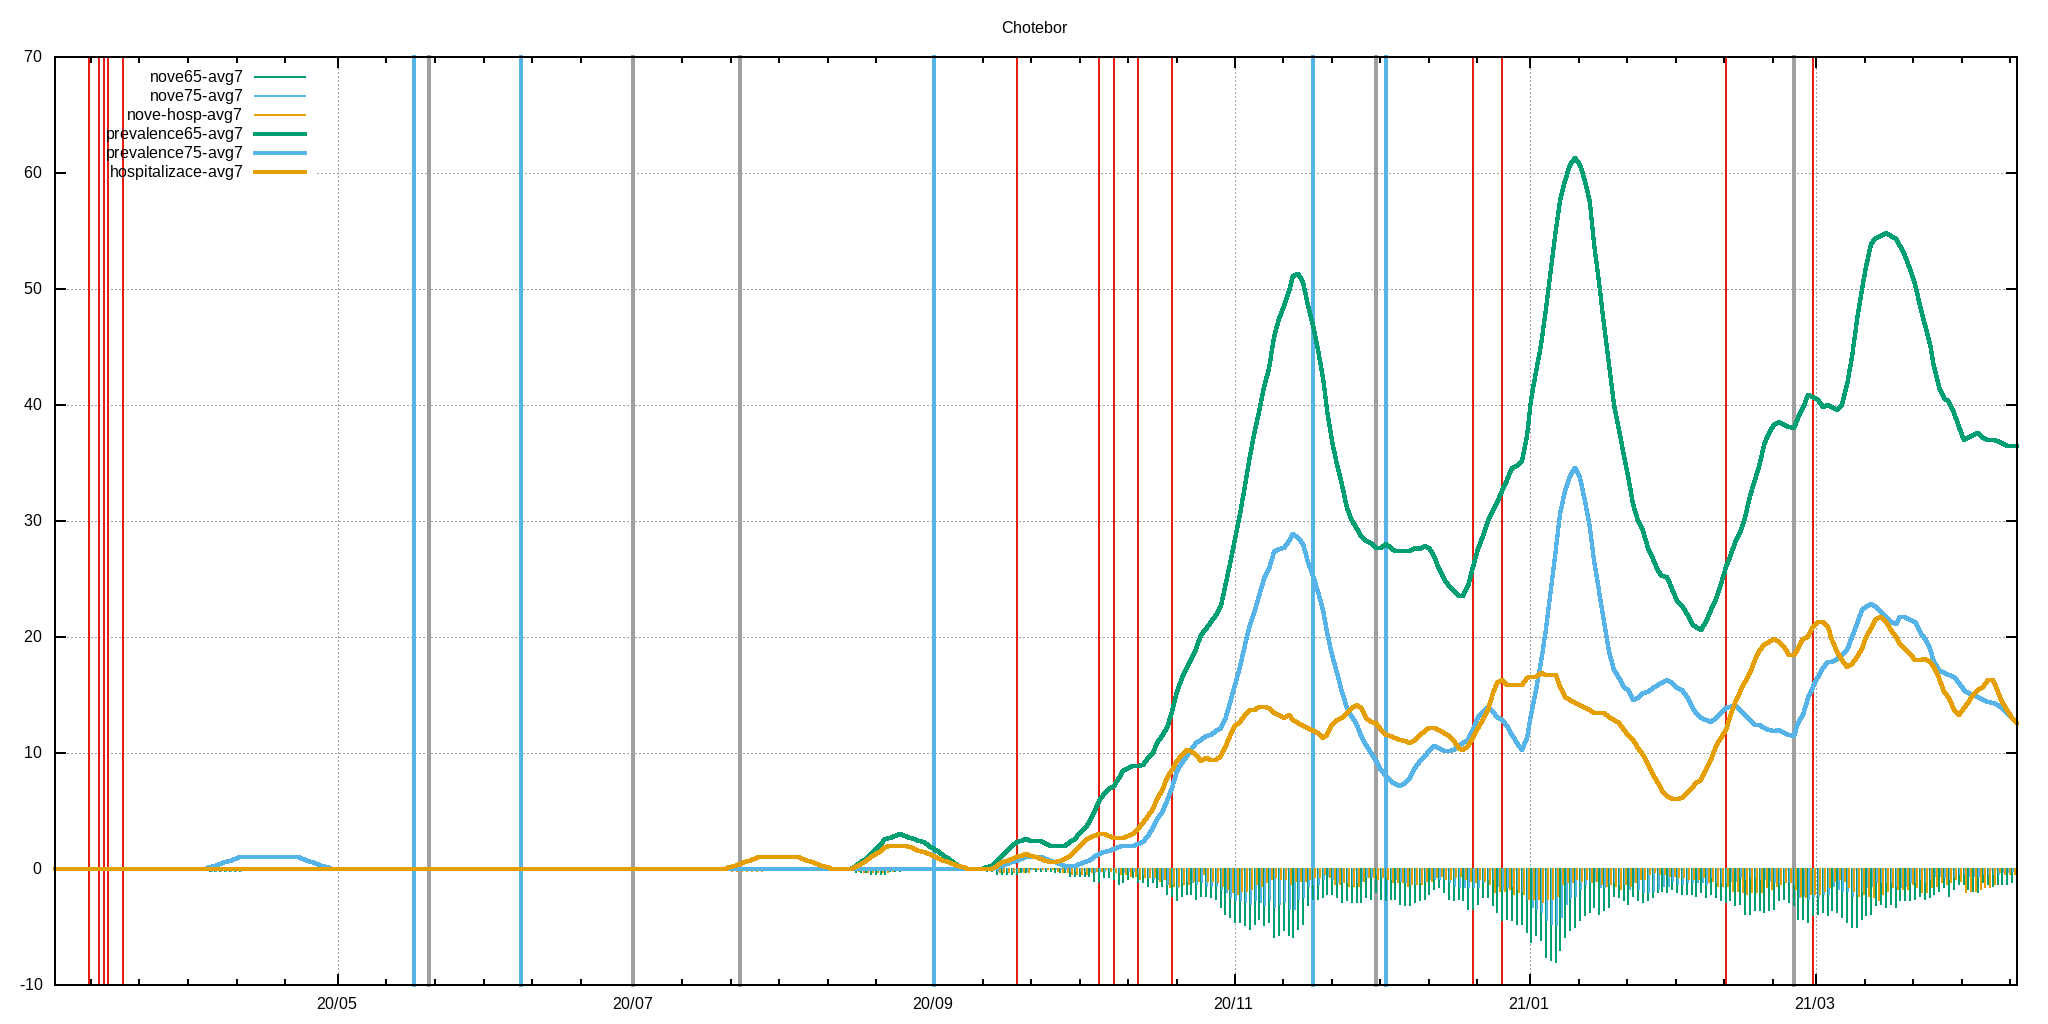 Chotebor
70
nove65-avg7
nove75-avg7
nove-hosp-avg7
prevalence65-avg7
prevalence75-avg7
hospitalizace-avg7
60
50
40
30
20
10
0
-10
20/05 20/07 20/09 20/11 21/01 21/03